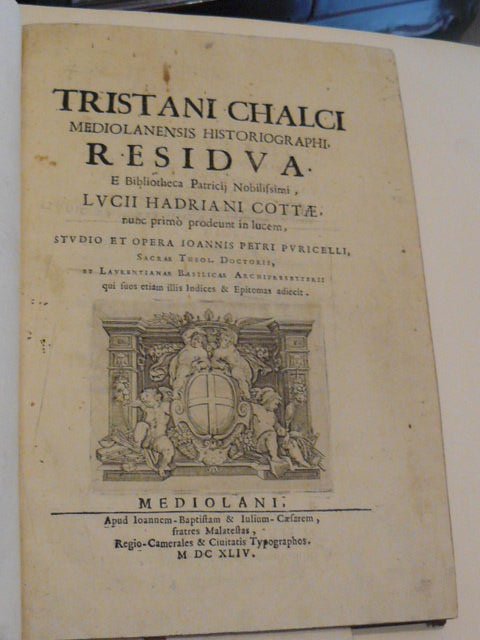 TRISTANI CHALCI
MEDIOLANENSIS HISTORIOGRAPHI,
RESIDVA.
E Bibliotheca Patricij Nobilissimi,
LVCII HADRIANI COTTÆ,
nunc primò prodeunt in lucem,
STVDIO ET OPERA IOANNIS PETRI PVRICELLI,
SACRAE THEOL. DOCTORIS,
ET LAVRENTIANAE BASILICAE ARCHIPRESBYTERI
qui suos etiam illis Indices & Epitomas adiecit.
MEDIOLANI,
Apud Ioannem-Baptistam & Iulium-Cæsarem,
fratres Malatestas,
Regio-Camerales & Ciuitatis Typographos.
M DC XLIV.